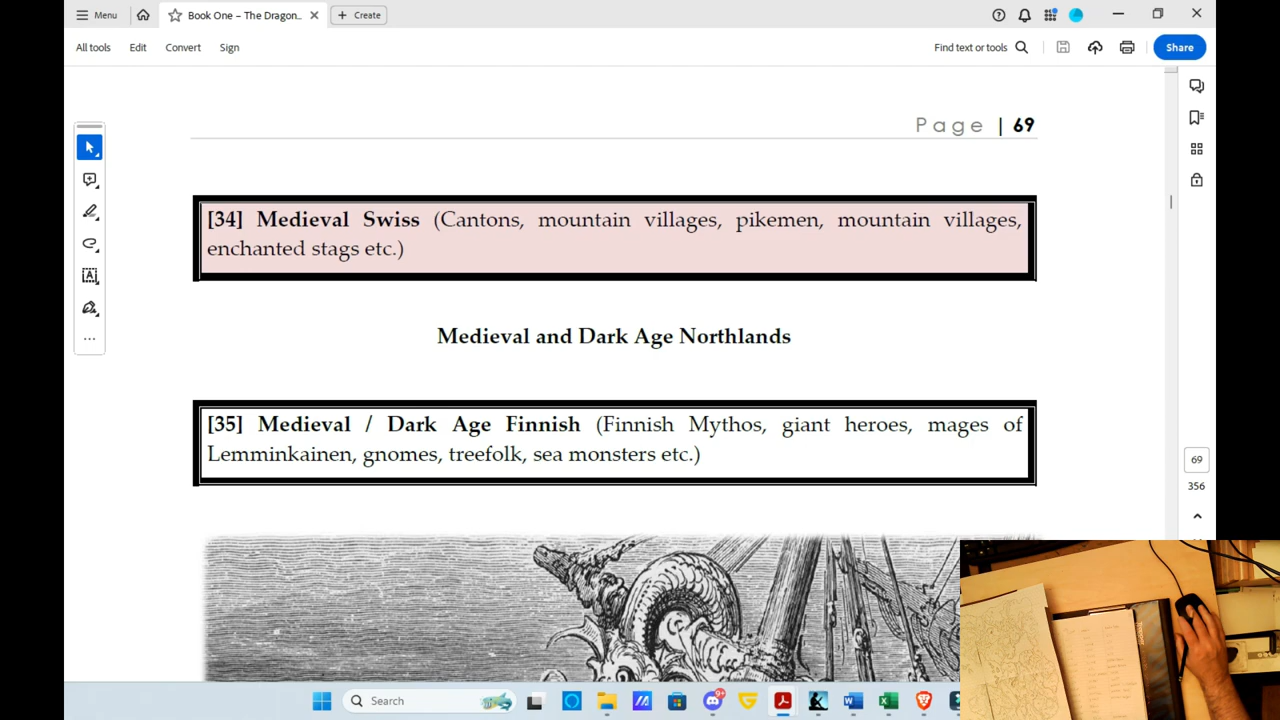 Menu
Book One – The Dragon...
Create
All tools
Edit
Convert
Sign
Find text or tools
Share
Page | 69
[34] Medieval Swiss (Cantons, mountain villages, pikemen, mountain villages,
enchanted stags etc.)
Medieval and Dark Age Northlands
[35] Medieval / Dark Age Finnish (Finnish Mythos, giant heroes, mages of
Lemminkainen, gnomes, treefolk, sea monsters etc.)
69
356
Search
9+